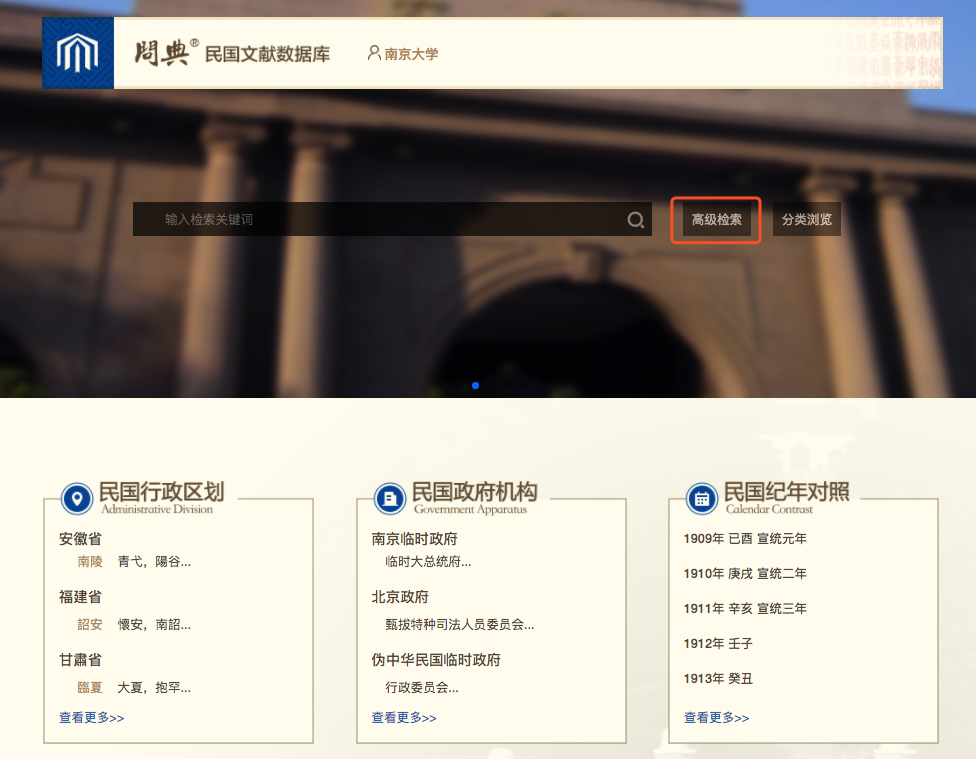 問典® 民国文献数据库 南京大学
输入检索关键词 高级检索 分类浏览
民国行政区划
Administrative Division
安徽省
南陵 青弋，陽谷...
福建省
詔安 懷安，南詔...
甘肃省
臨夏 大夏，抱罕...
查看更多>>
民国政府机构
Government Apparatus
南京临时政府
临时大总统府...
北京政府
甄拔特种司法人员委员会...
伪中华民国临时政府
行政委员会...
查看更多>>
民国纪年对照
Calendar Contrast
1909年 已酉 宣统元年
1910年 庚戌 宣统二年
1911年 辛亥 宣统三年
1912年 壬子
1913年 癸丑
查看更多>>